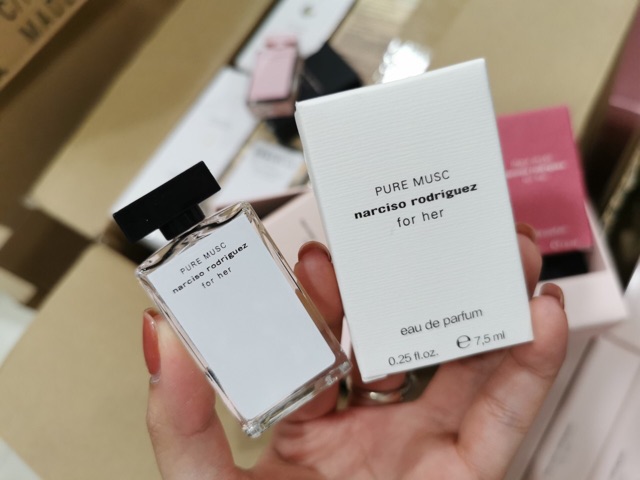 MADE
PURE MUSC
narciso rodriguez
for her
PURE MUSC
narciso rodriguez
for her
eau de parfum
0.25 fl.oz. ℮ 7,5 ml